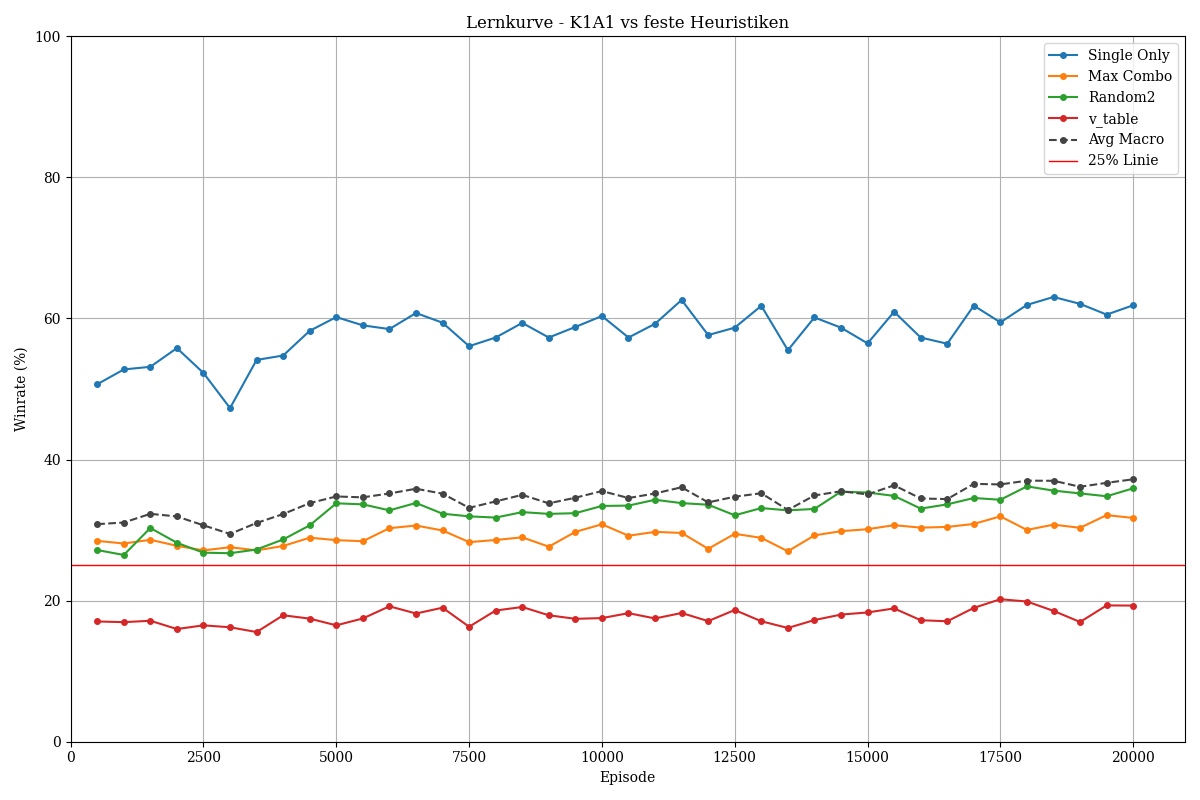 Lernkurve - K1A1 vs feste Heuristiken
100
80
60
40
20
0
Winrate (%)
0 2500 5000 7500 10000 12500 15000 17500 20000
Episode
Single Only
Max Combo
Random2
v_table
Avg Macro
25% Linie